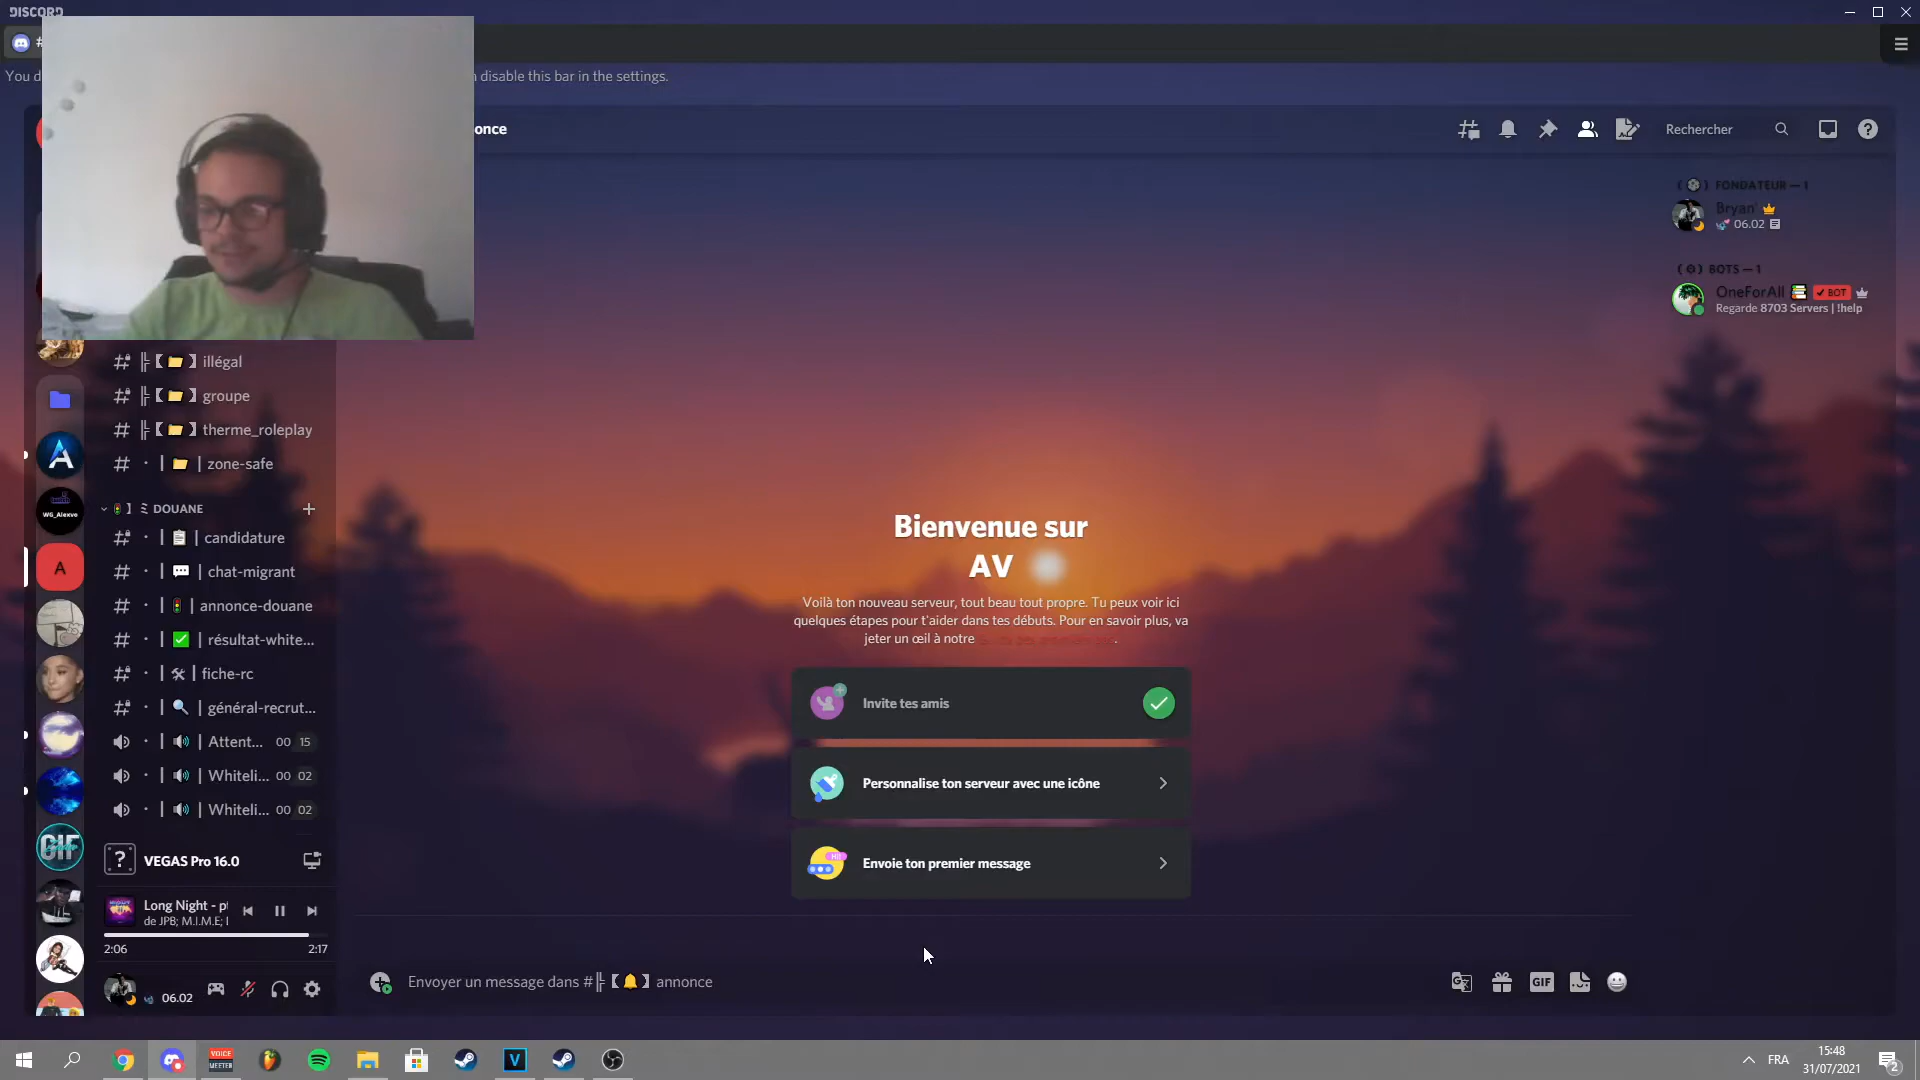 DISCORD
#
You d
n disable this bar in the settings.
once
Rechercher
FONDATEUR — 1
Bryan'
06.02
BOTS — 1
OneForAll
✓ BOT
Regarde 8703 Servers | !help
illégal
groupe
therme_roleplay
zone-safe
DOUANE
candidature
chat-migrant
annonce-douane
résultat-white...
fiche-rc
général-recrut...
Attent... 00 15
Whiteli... 00 02
Whiteli... 00 02
WG_Alexvo
A
GIF
Bienvenue sur
AV
Voilà ton nouveau serveur, tout beau tout propre. Tu peux voir ici
quelques étapes pour t'aider dans tes débuts. Pour en savoir plus, va
jeter un œil à notre
Invite tes amis
Personnalise ton serveur avec une icône
Envoie ton premier message
? VEGAS Pro 16.0
Long Night - p
de JPB; M.I.M.E;
2:06 2:17
06.02
Envoyer un message dans #╠【🔔】annonce
GIF
VOICE
MEETER
V
FRA
15:48
31/07/2021
2